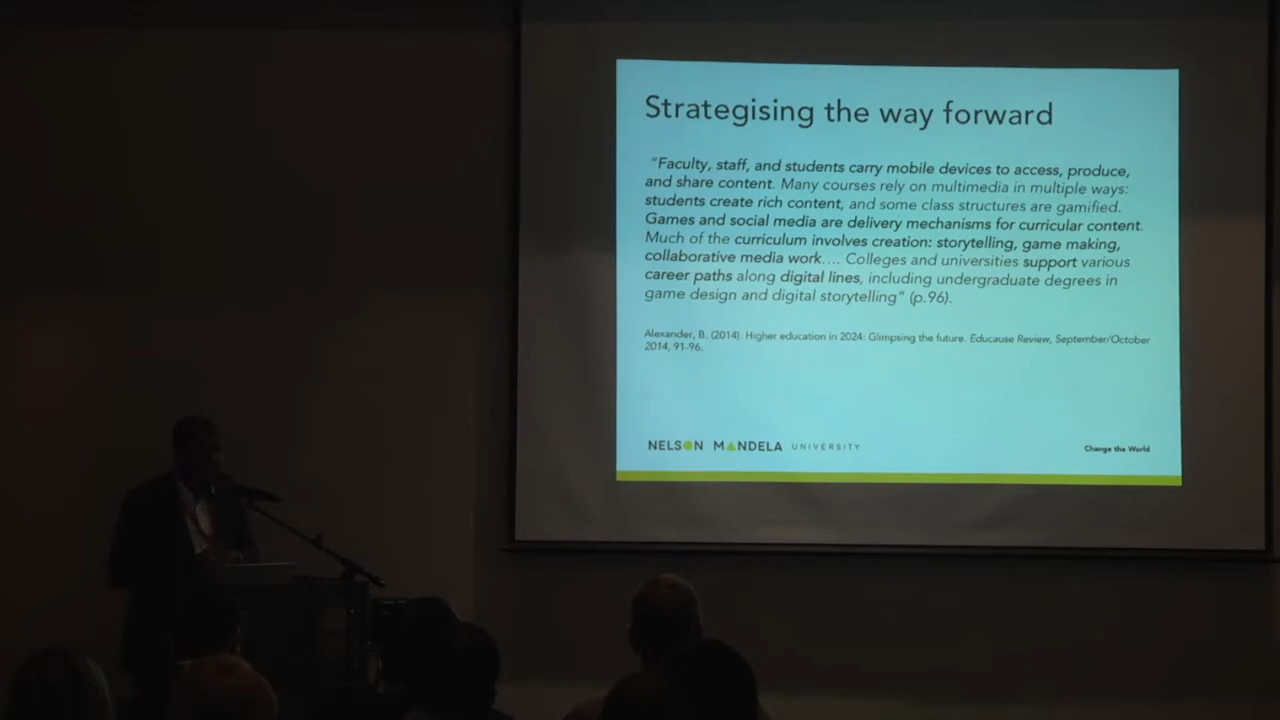 Strategising the way forward
"Faculty, staff, and students carry mobile devices to access, produce,
and share content. Many courses rely on multimedia in multiple ways:
students create rich content, and some class structures are gamified.
Games and social media are delivery mechanisms for curricular content.
Much of the curriculum involves creation: storytelling, game making,
collaborative media work…. Colleges and universities support various
career paths along digital lines, including undergraduate degrees in
game design and digital storytelling" (p.96).
Alexander, B. (2014). Higher education in 2024: Glimpsing the future. Educause Review, September/October
2014, 91-96.
NELSON MANDELA UNIVERSITY
Change the World